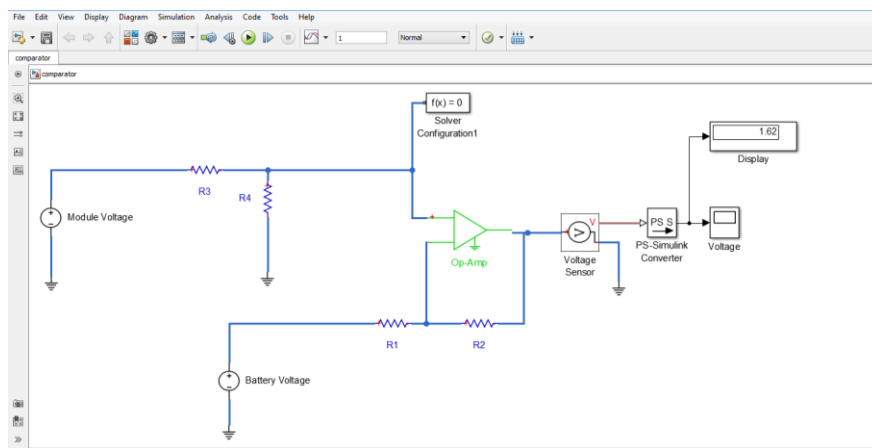 File Edit View Display Diagram Simulation Analysis Code Tools Help
1
Normal
comparator
comparator
f(x) = 0
Solver
Configuration1
1.62
Display
R3
R4
Module Voltage
Op-Amp
V
Voltage
Sensor
PS S
PS-Simulink
Converter
Voltage
R1
R2
Battery Voltage